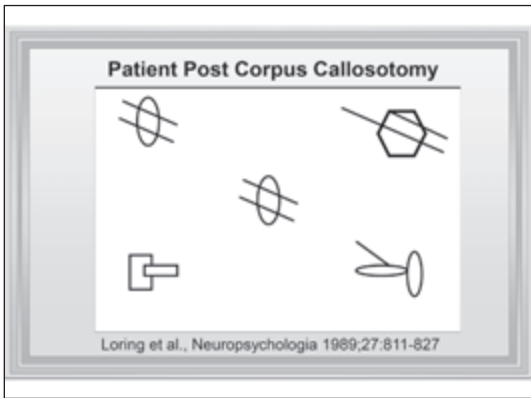 Patient Post Corpus Callosotomy
Loring et al., Neuropsychologia 1989;27:811-827